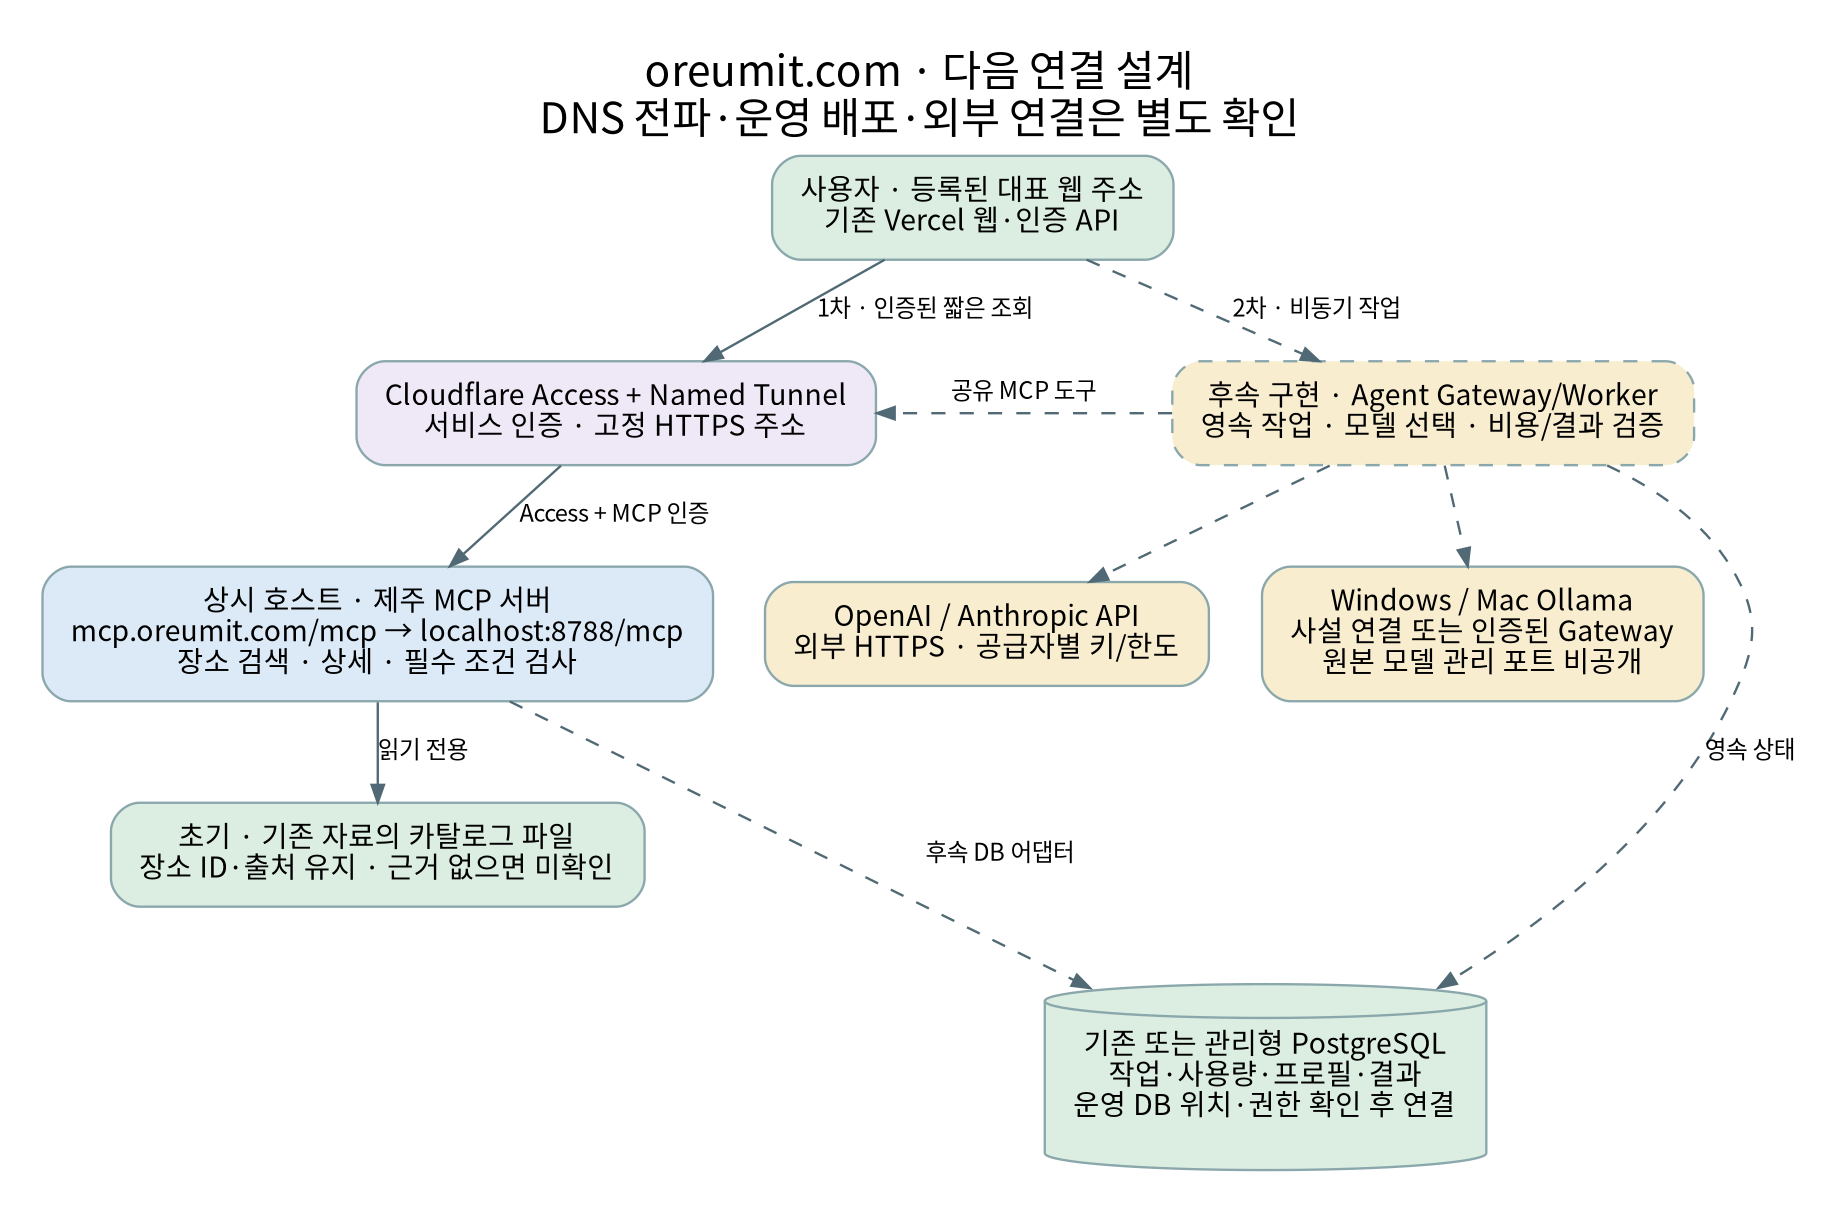 oreumit.com · 다음 연결 설계
DNS 전파·운영 배포·외부 연결은 별도 확인
사용자 · 등록된 대표 웹 주소
기존 Vercel 웹·인증 API
1차 · 인증된 짧은 조회
2차 · 비동기 작업
Cloudflare Access + Named Tunnel
서비스 인증 · 고정 HTTPS 주소
공유 MCP 도구
후속 구현 · Agent Gateway/Worker
영속 작업 · 모델 선택 · 비용/결과 검증
Access + MCP 인증
상시 호스트 · 제주 MCP 서버
mcp.oreumit.com/mcp → localhost:8788/mcp
장소 검색 · 상세 · 필수 조건 검사
OpenAI / Anthropic API
외부 HTTPS · 공급자별 키/한도
Windows / Mac Ollama
사설 연결 또는 인증된 Gateway
원본 모델 관리 포트 비공개
읽기 전용
영속 상태
초기 · 기존 자료의 카탈로그 파일
장소 ID·출처 유지 · 근거 없으면 미확인
후속 DB 어댑터
기존 또는 관리형 PostgreSQL
작업·사용량·프로필·결과
운영 DB 위치·권한 확인 후 연결